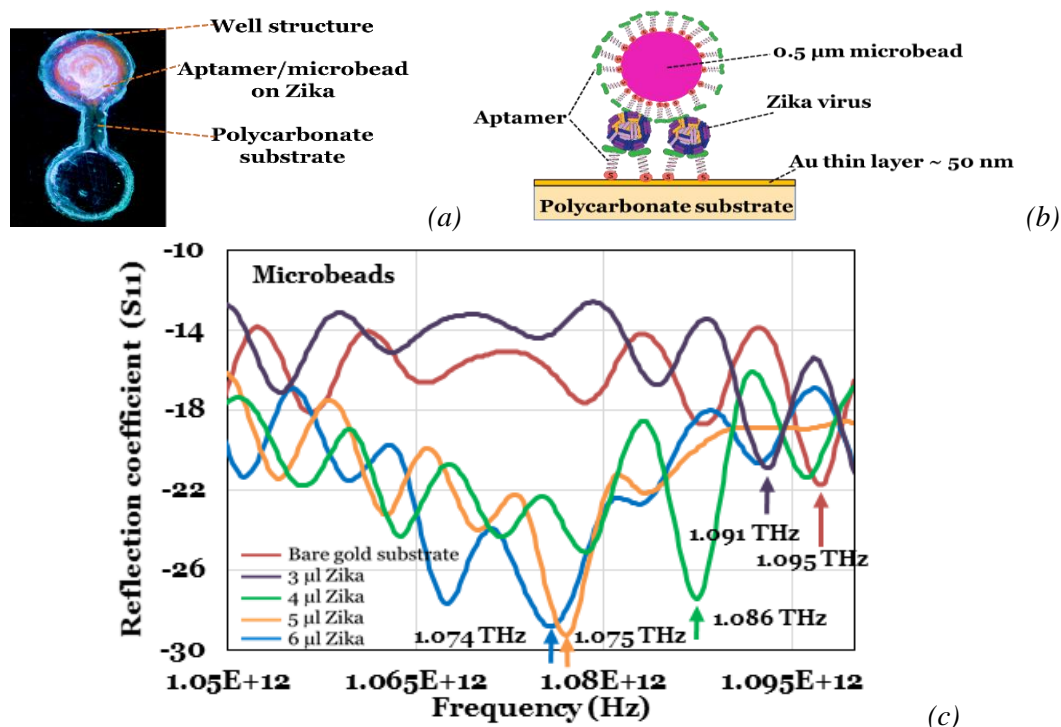 Well structure
Aptamer/microbead
on Zika
Polycarbonate
substrate
(a)
0.5 µm microbead
Zika virus
Aptamer
Au thin layer ~ 50 nm
S S S S
Polycarbonate substrate
(b)
Reflection coefficient (S11)
-10
-14
-18
-22
-26
-30
Microbeads
Bare gold substrate
3 µl Zika
4 µl Zika
5 µl Zika
6 µl Zika
1.091 THz
1.095 THz
1.086 THz
1.074 THz
1.075 THz
1.05E+12
1.065E+12
1.08E+12
1.095E+12
Frequency (Hz)
(c)